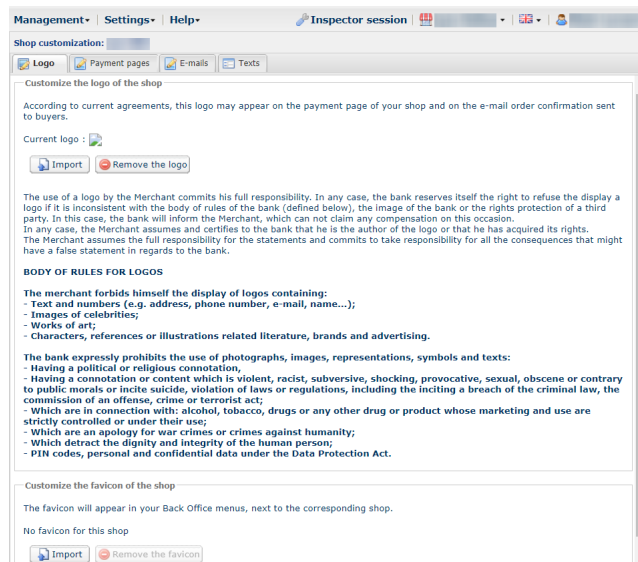 Management Settings Help Inspector session
Shop customization:
Logo Payment pages E-mails Texts
Customize the logo of the shop
According to current agreements, this logo may appear on the payment page of your shop and on the e-mail order confirmation sent
to buyers.
Current logo :
Import Remove the logo
The use of a logo by the Merchant commits his full responsibility. In any case, the bank reserves itself the right to refuse the display a
logo if it is inconsistent with the body of rules of the bank (defined below), the image of the bank or the rights protection of a third
party. In this case, the bank will inform the Merchant, which can not claim any compensation on this occasion.
In any case, the Merchant assumes and certifies to the bank that he is the author of the logo or that he has acquired its rights.
The Merchant assumes the full responsibility for the statements and commits to take responsibility for all the consequences that might
have a false statement in regards to the bank.
BODY OF RULES FOR LOGOS
The merchant forbids himself the display of logos containing:
- Text and numbers (e.g. address, phone number, e-mail, name...);
- Images of celebrities;
- Works of art;
- Characters, references or illustrations related literature, brands and advertising.
The bank expressly prohibits the use of photographs, images, representations, symbols and texts:
- Having a political or religious connotation,
- Having a connotation or content which is violent, racist, subversive, shocking, provocative, sexual, obscene or contrary
to public morals or incite suicide, violation of laws or regulations, including the inciting a breach of the criminal law, the
commission of an offense, crime or terrorist act;
- Which are in connection with: alcohol, tobacco, drugs or any other drug or product whose marketing and use are
strictly controlled or under their use;
- Which are an apology for war crimes or crimes against humanity;
- Which detract the dignity and integrity of the human person;
- PIN codes, personal and confidential data under the Data Protection Act.
Customize the favicon of the shop
The favicon will appear in your Back Office menus, next to the corresponding shop.
No favicon for this shop
Import Remove the favicon